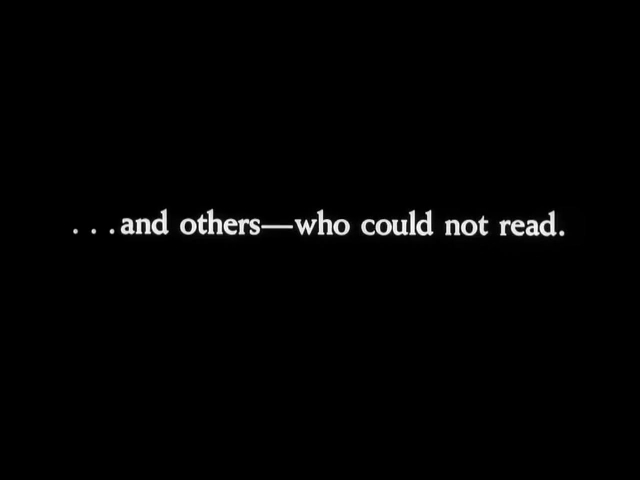 . . . and others—who could not read.